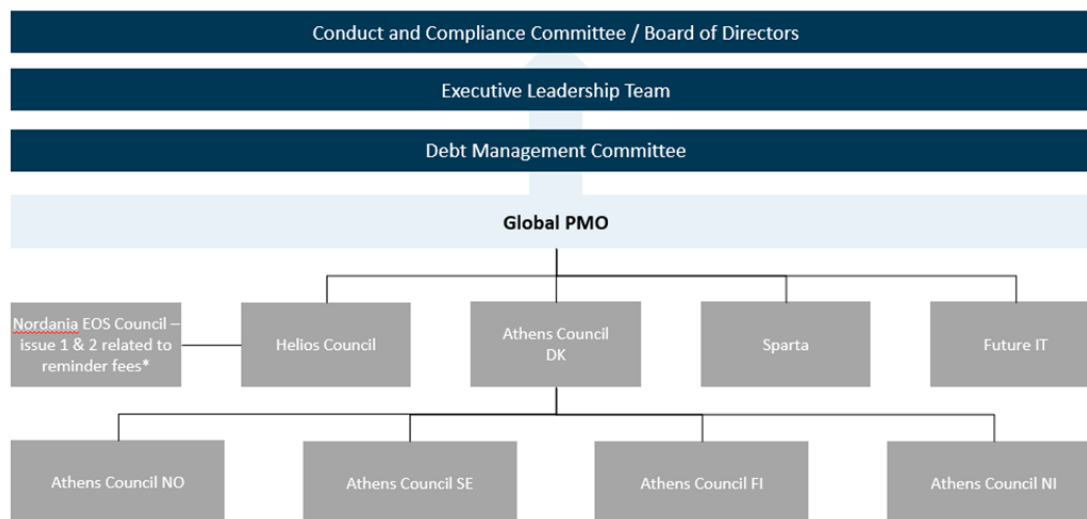 Conduct and Compliance Committee / Board of Directors
Executive Leadership Team
Debt Management Committee
Global PMO
Nordania EOS Council –
issue 1 & 2 related to
reminder fees*
Helios Council
Athens Council
DK
Sparta
Future IT
Athens Council NO
Athens Council SE
Athens Council FI
Athens Council NI